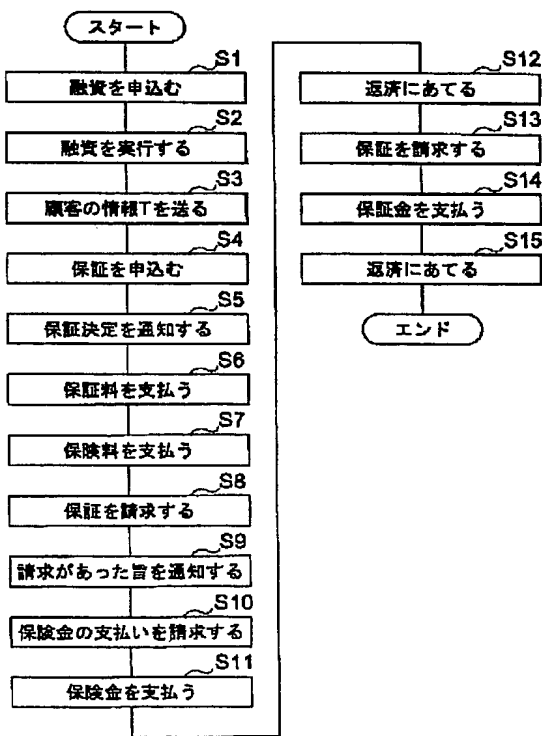 スタート
S1
融資を申込む
S2
融資を実行する
S3
顧客の情報Tを送る
S4
保証を申込む
S5
保証決定を通知する
S6
保証料を支払う
S7
保険料を支払う
S8
保証を請求する
S9
請求があった旨を通知する
S10
保険金の支払いを請求する
S11
保険金を支払う
S12
返済にあてる
S13
保証を請求する
S14
保証金を支払う
S15
返済にあてる
エンド